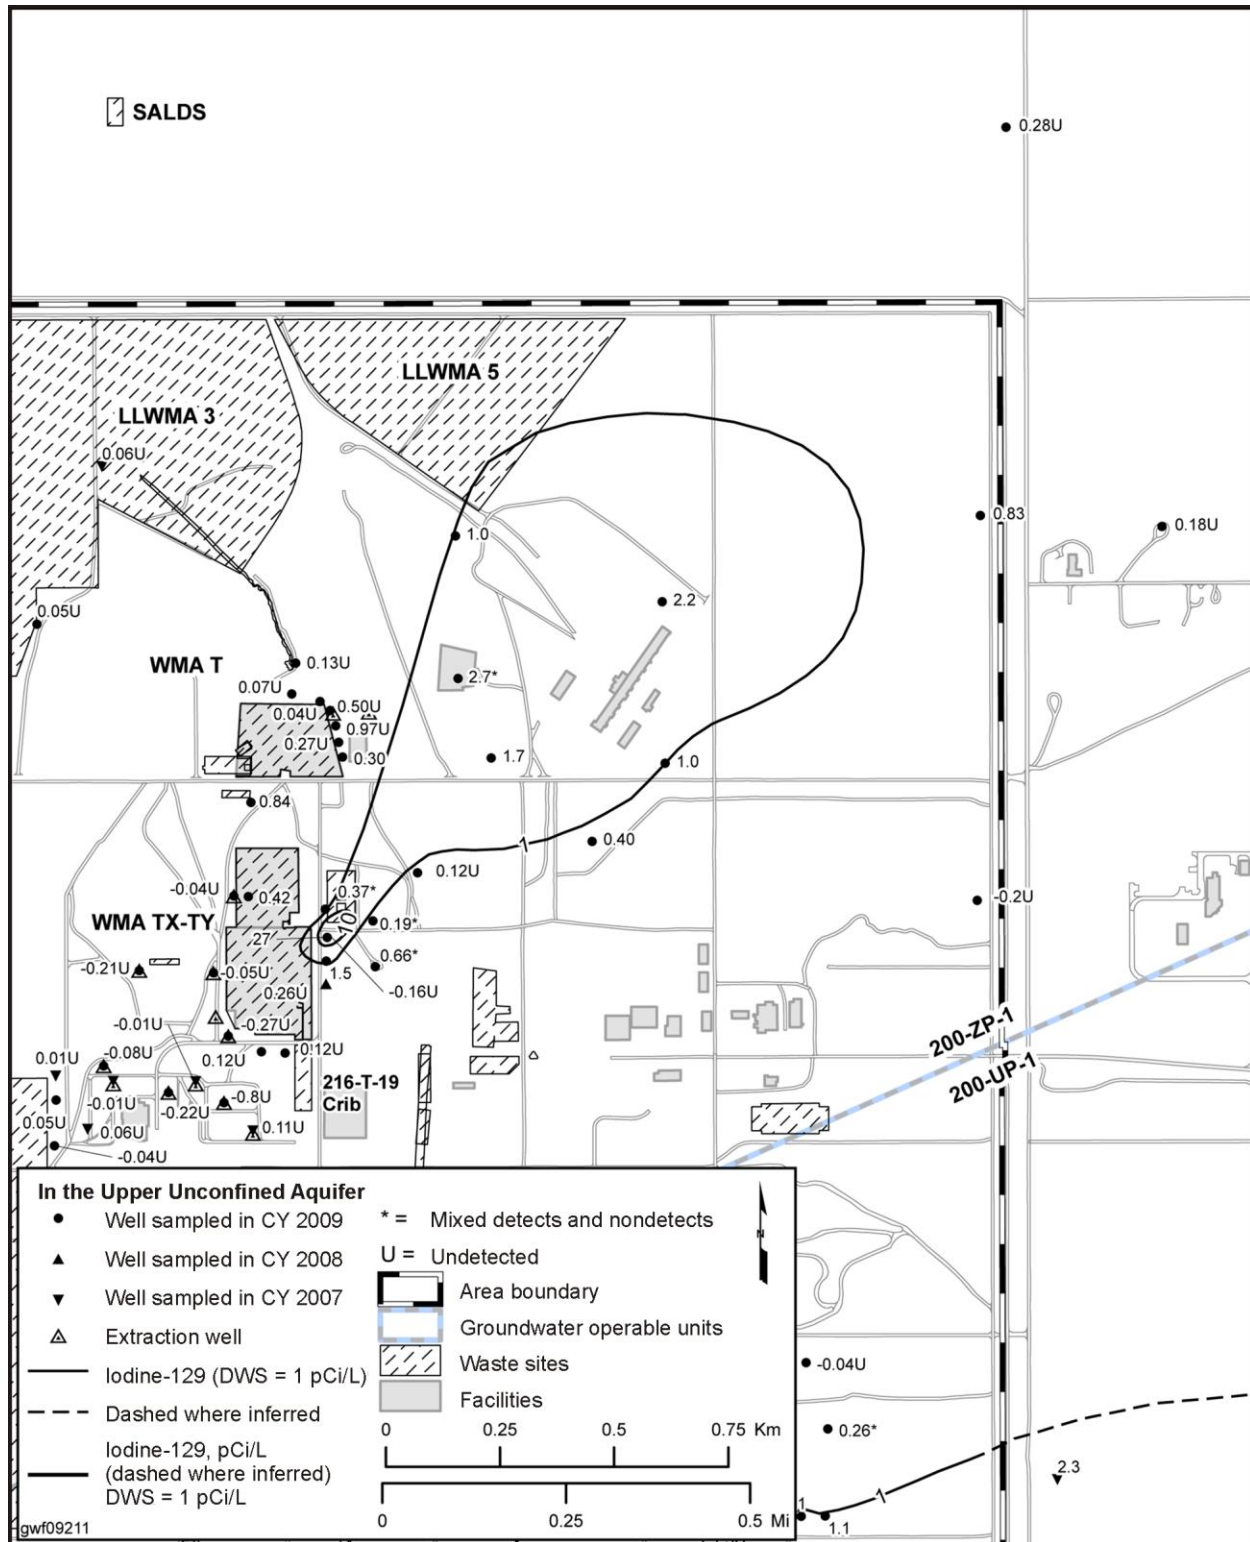 SALDS
0.28U
LLWMA 5
LLWMA 3
0.06U
1.0
0.83
0.18U
2.2
0.05U
WMA T
0.13U
2.7*
0.07U
0.04U
0.50U
0.97U
0.27U
0.30
1.7
1.0
0.84
1
0.40
0.12U
-0.04U
0.42
0.37*
-0.2U
WMA TX-TY
10
0.19*
27
0.66*
-0.21U
-0.05U
1.5
-0.16U
0.26U
-0.01U
-0.27U
200-ZP-1
0.01U
-0.08U
0.12U
0.12U
200-UP-1
216-T-19
Crib
-0.01U
-0.22U
-0.8U
0.05U
0.06U
0.11U
-0.04U
In the Upper Unconfined Aquifer
Well sampled in CY 2009
Well sampled in CY 2008
Well sampled in CY 2007
Extraction well
Iodine-129 (DWS = 1 pCi/L)
Dashed where inferred
Iodine-129, pCi/L
(dashed where inferred)
DWS = 1 pCi/L
* = Mixed detects and nondetects
U = Undetected
Area boundary
Groundwater operable units
Waste sites
Facilities
N
0 0.25 0.5 0.75 Km
0 0.25 0.5 Mi
gwf09211
-0.04U
0.26*
2.3
1
1
1.1